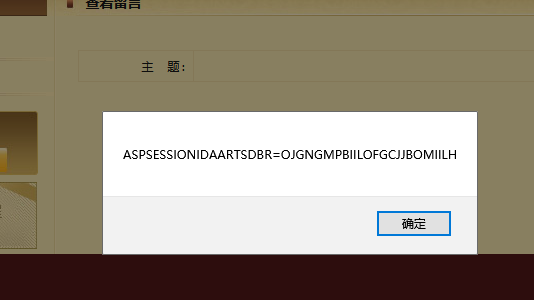 查看留言
主 题:
ASPSESSIONIDAARTSDBR=OJGNGMPBIILOFGCJJBOMIILH
确定